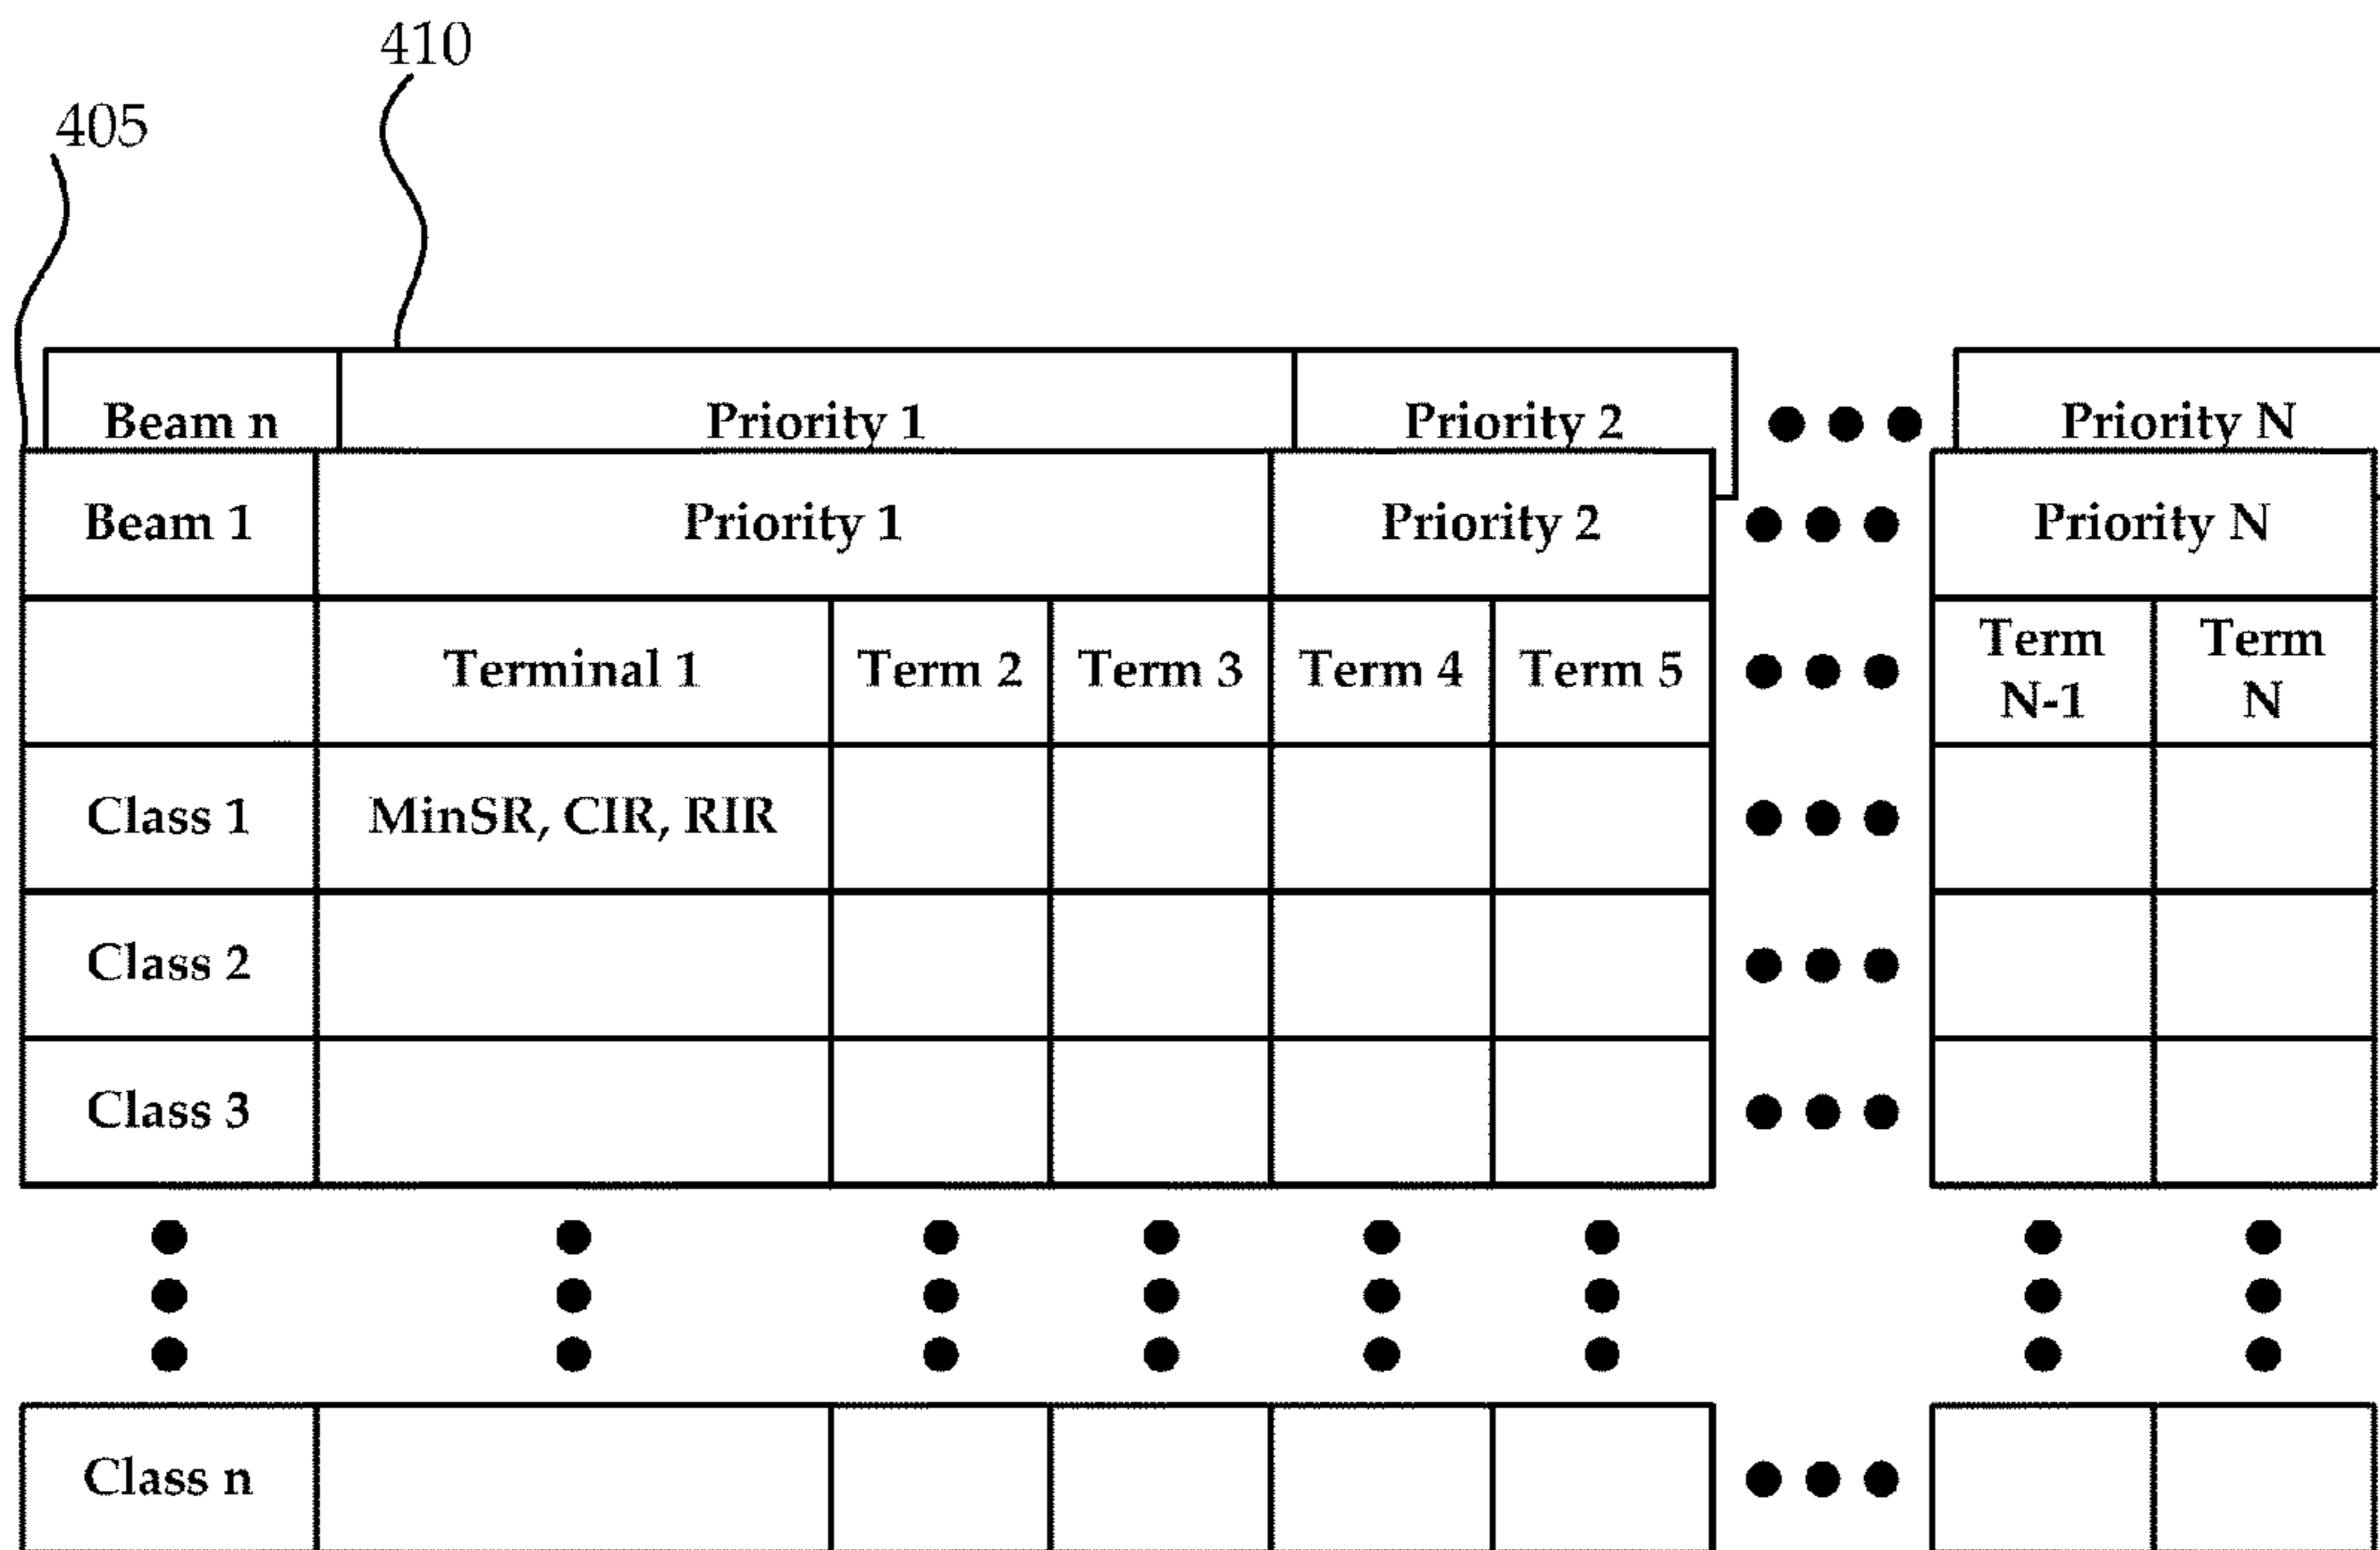 410
405
Beam n Priority 1 Priority 2 Priority N
Beam 1 Priority 1 Priority 2 Priority N
Terminal 1 Term 2 Term 3 Term 4 Term 5 Term N-1 Term N
Class 1 MinSR, CIR, RIR
Class 2
Class 3
Class n